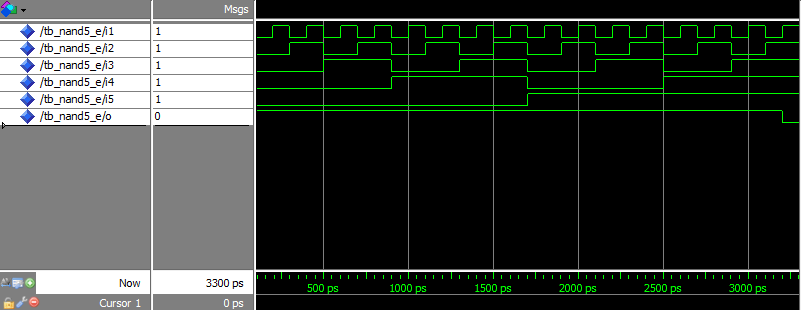 Msgs
/tb_nand5_e/i1 1
/tb_nand5_e/i2 1
/tb_nand5_e/i3 1
/tb_nand5_e/i4 1
/tb_nand5_e/i5 1
/tb_nand5_e/o 0
Now 3300 ps 500 ps 1000 ps 1500 ps 2000 ps 2500 ps 3000 ps
Cursor 1 0 ps